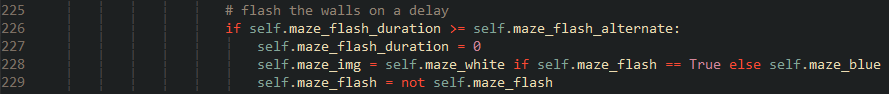 225 # flash the walls on a delay
226 if self.maze_flash_duration >= self.maze_flash_alternate:
227 self.maze_flash_duration = 0
228 self.maze_img = self.maze_white if self.maze_flash == True else self.maze_blue
229 self.maze_flash = not self.maze_flash